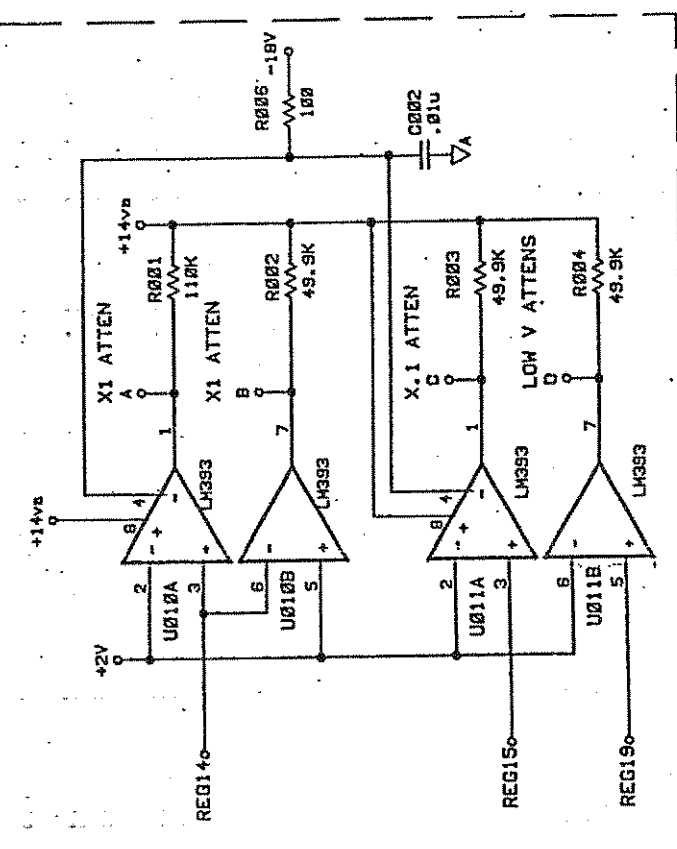 R006
-18V
100
C002
.01u
A
+14va
R001
110K
X1 ATTEN
A
R002
49.9K
X1 ATTEN
B
R003
49.9K
X.1 ATTEN
C
R004
49.9K
LOW V ATTENS
D
+14va
8
4
1
LM393
2
3
U010A
7
LM393
6
5
U010B
8
4
1
LM393
2
3
U011A
7
LM393
6
5
U011B
+2V
REG14
REG15
REG19
- +
+
-
+
- -
+
-
+